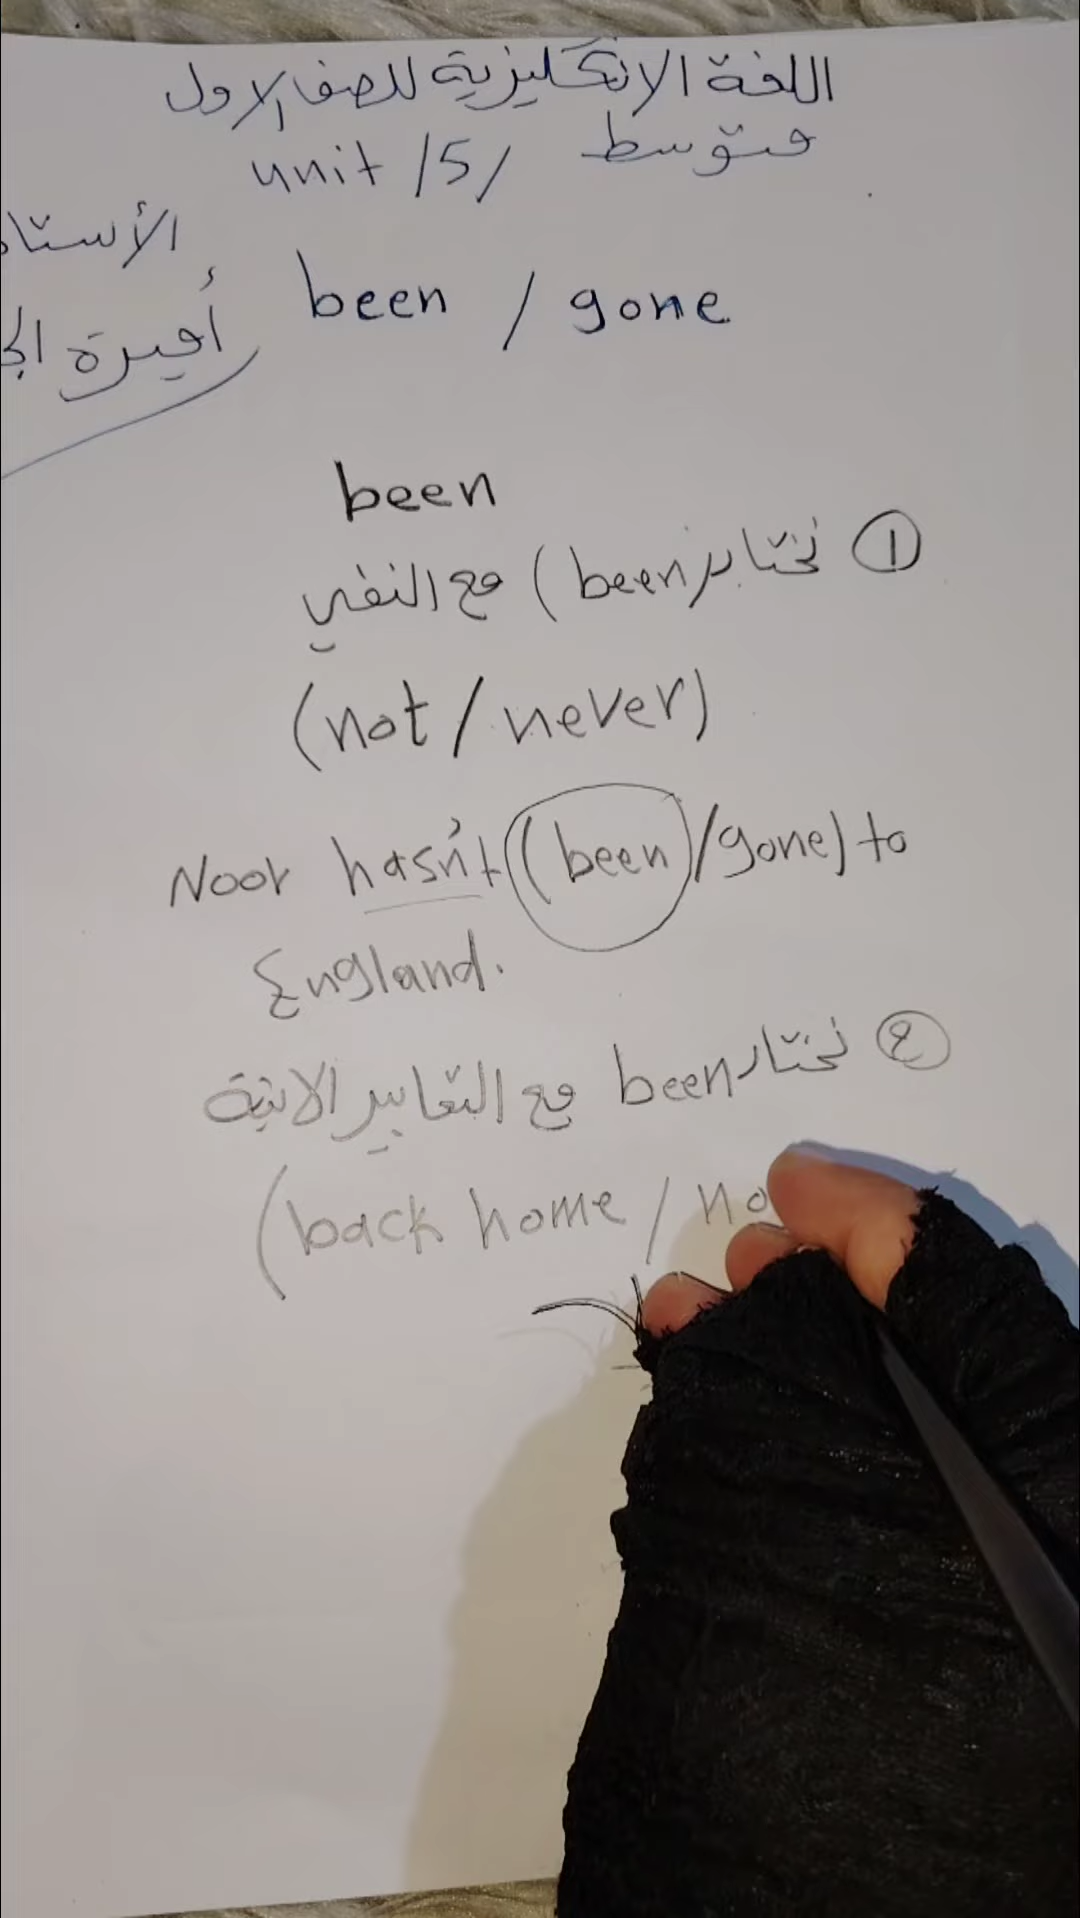 اللغة الانكليزية للصف الاول
متوسط unit /5/
الأستا
أميرة
been / gone
been
① نختار been) مع النفي
(not / never)
Noor hasn't (been/gone) to
England.
② نختار been مع التعابير الاتية
(back home / no